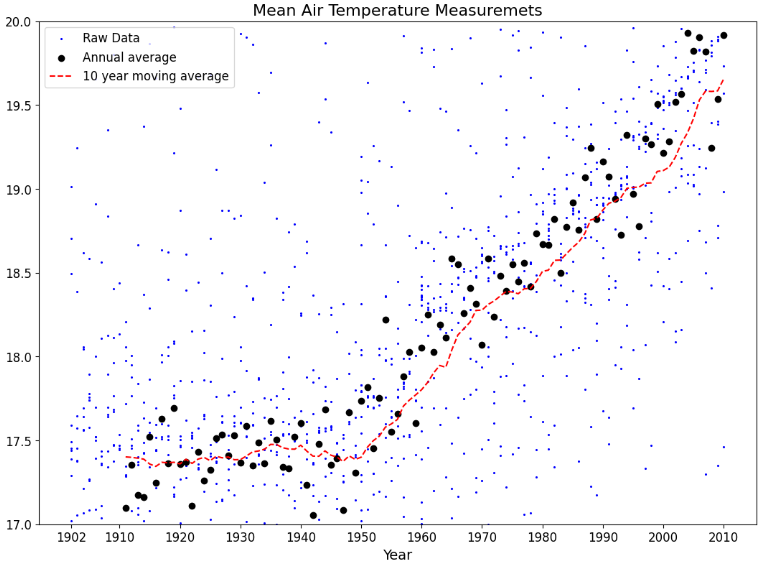 Mean Air Temperature Measuremets
Raw Data
Annual average
10 year moving average
20.0
19.5
19.0
18.5
18.0
17.5
17.0
1902 1910 1920 1930 1940 1950 1960 1970 1980 1990 2000 2010
Year